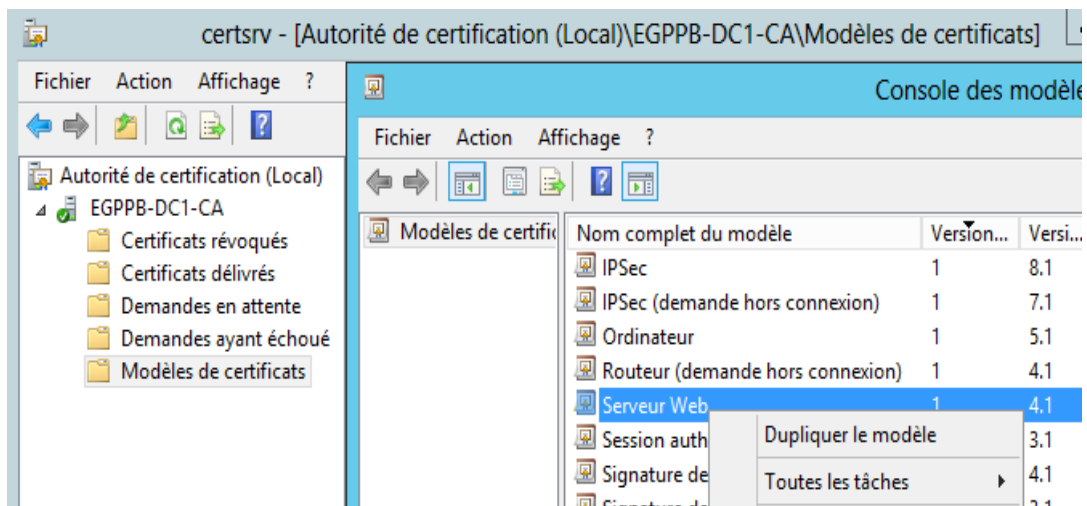 certsrv - [Autorité de certification (Local)\EGPPB-DC1-CA\Modèles de certificats]
Fichier Action Affichage ?
Autorité de certification (Local)
EGPPB-DC1-CA
Certificats révoqués
Certificats délivrés
Demandes en attente
Demandes ayant échoué
Modèles de certificats
Console des modèle
Fichier Action Affichage ?
Modèles de certific
Nom complet du modèle Version... Versi...
IPSec 1 8.1
IPSec (demande hors connexion) 1 7.1
Ordinateur 1 5.1
Routeur (demande hors connexion) 1 4.1
Serveur Web 1 4.1
Session auth 3.1
Signature de 4.1
Dupliquer le modèle
Toutes les tâches